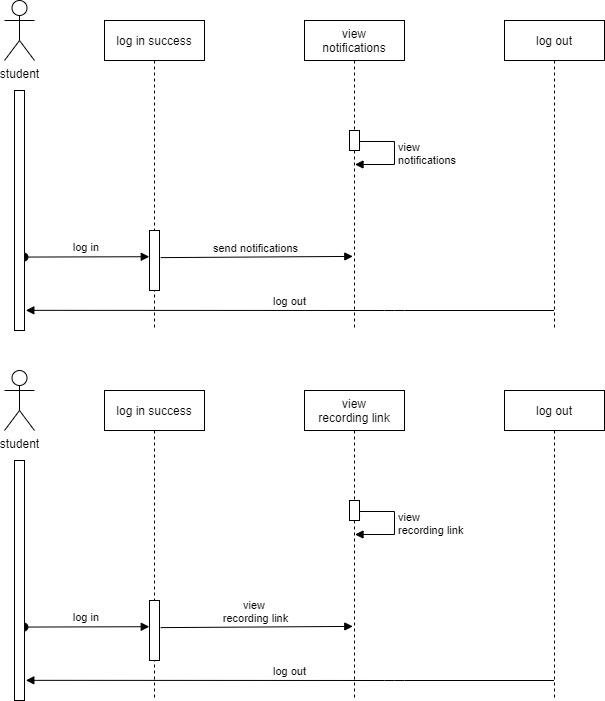 student
log in success
view
notifications
log out
view
notifications
log in
send notifications
log out
student
log in success
view
recording link
log out
view
recording link
log in
view
recording link
log out